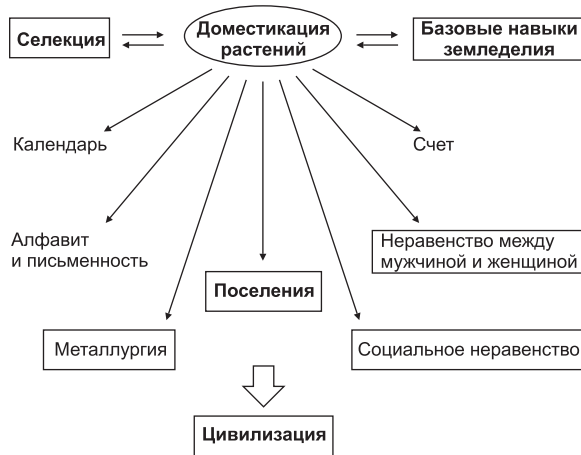 Селекция
Доместикация
растений
Базовые навыки
земледелия
Календарь
Счет
Алфавит
и письменность
Неравенство между
мужчиной и женщиной
Поселения
Металлургия
Социальное неравенство
Цивилизация